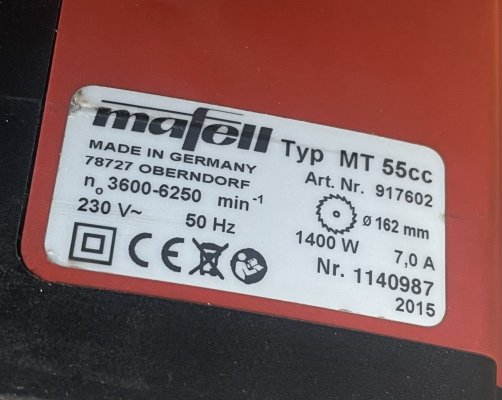 mafell Typ MT 55cc
MADE IN GERMANY Art. Nr. 917602
78727 OBERNDORF
n₀ 3600-6250 min⁻¹ ø 162 mm
230 V~ 50 Hz 1400 W 7,0 A
CE Nr. 1140987
2015